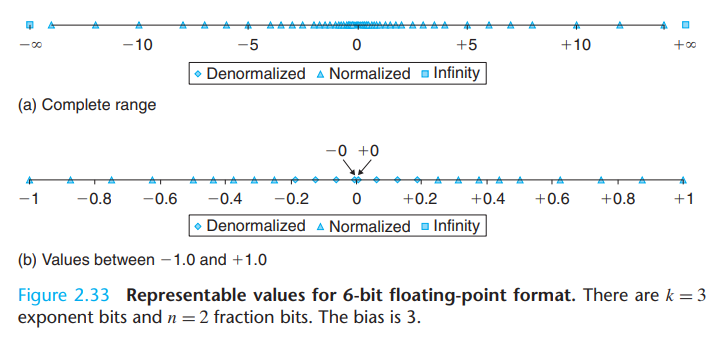 −∞ −10 −5 0 +5 +10 +∞
Denormalized Normalized Infinity
(a) Complete range
−0 +0
−1 −0.8 −0.6 −0.4 −0.2 0 +0.2 +0.4 +0.6 +0.8 +1
Denormalized Normalized Infinity
(b) Values between −1.0 and +1.0
Figure 2.33 Representable values for 6-bit floating-point format. There are k = 3
exponent bits and n = 2 fraction bits. The bias is 3.